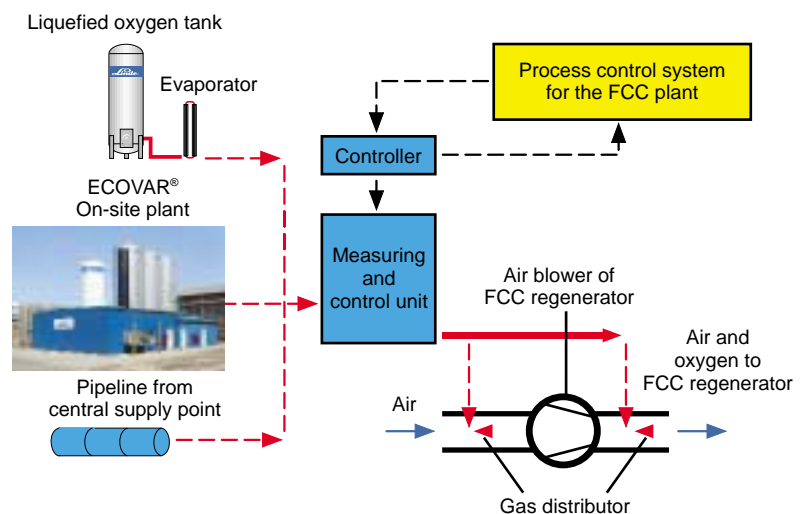 Liquefied oxygen tank
Linde
Evaporator
ECOVAR®
On-site plant
Pipeline from
central supply point
Process control system
for the FCC plant
Controller
Measuring
and
control unit
Air blower of
FCC regenerator
Air and
oxygen to
FCC regenerator
Air
Gas distributor